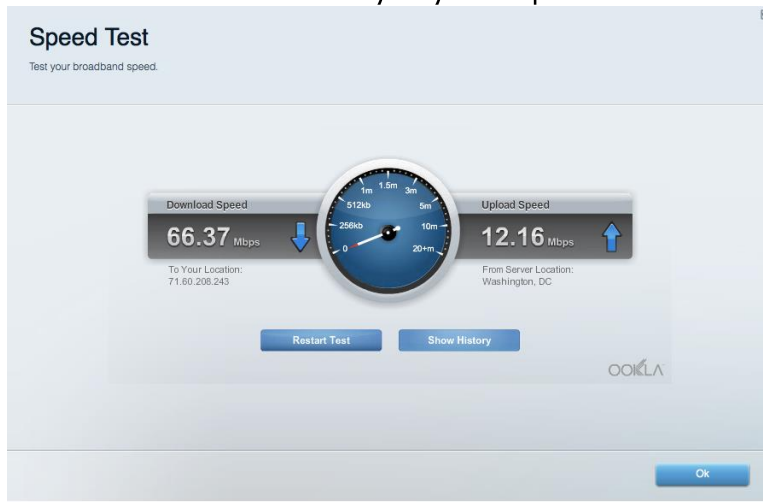 Speed Test
Test your broadband speed.
1m 1.5m 3m
512kb 5m
256kb 10m
0 20+m
Download Speed
66.37 Mbps
To Your Location:
71.60.208.243
Upload Speed
12.16 Mbps
From Server Location:
Washington, DC
Restart Test
Show History
OOKLA
Ok